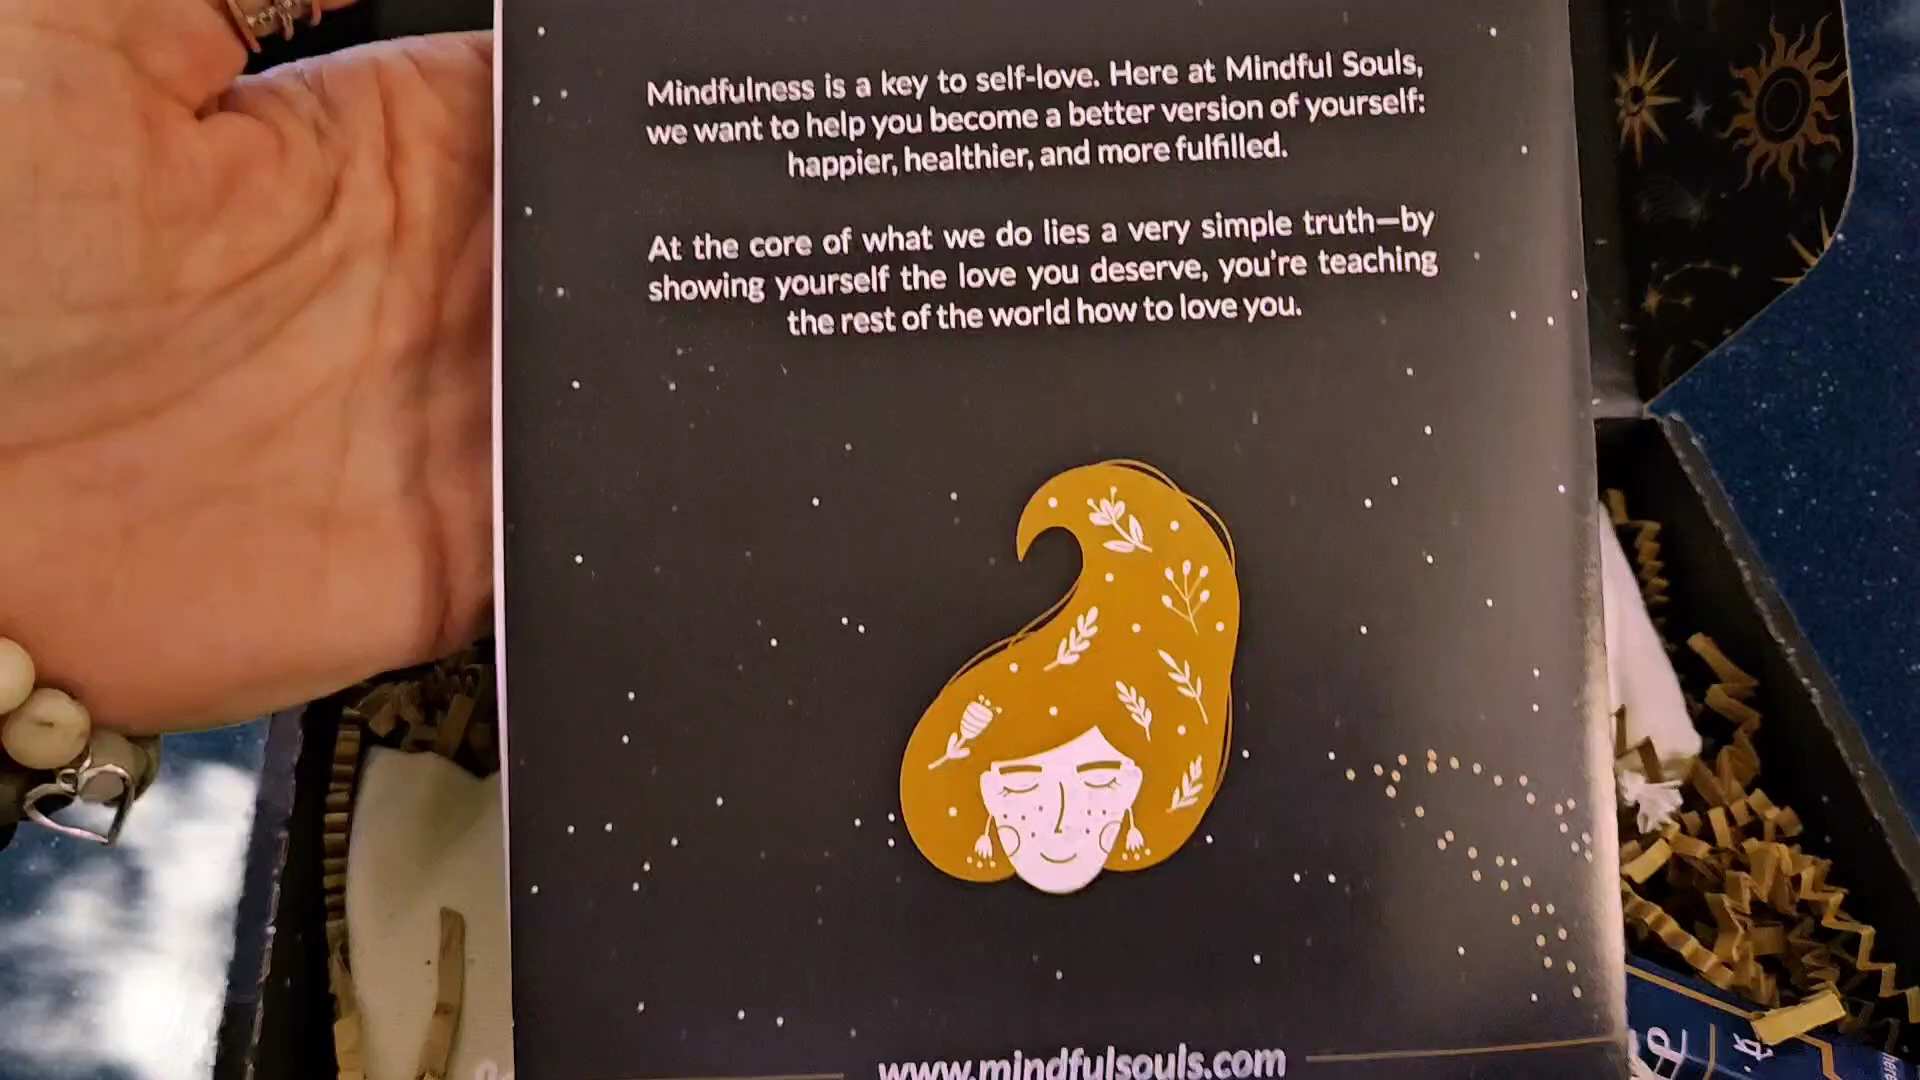 Mindfulness is a key to self-love. Here at Mindful Souls,
we want to help you become a better version of yourself:
happier, healthier, and more fulfilled.
At the core of what we do lies a very simple truth—by
showing yourself the love you deserve, you're teaching
the rest of the world how to love you.
www.mindfulsouls.com